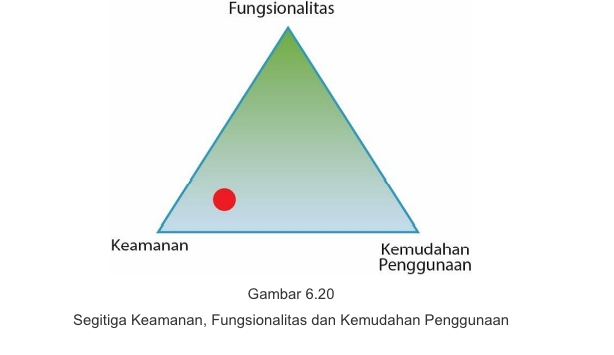 Fungsionalitas
Keamanan
Kemudahan
Penggunaan
Gambar 6.20
Segitiga Keamanan, Fungsionalitas dan Kemudahan Penggunaan